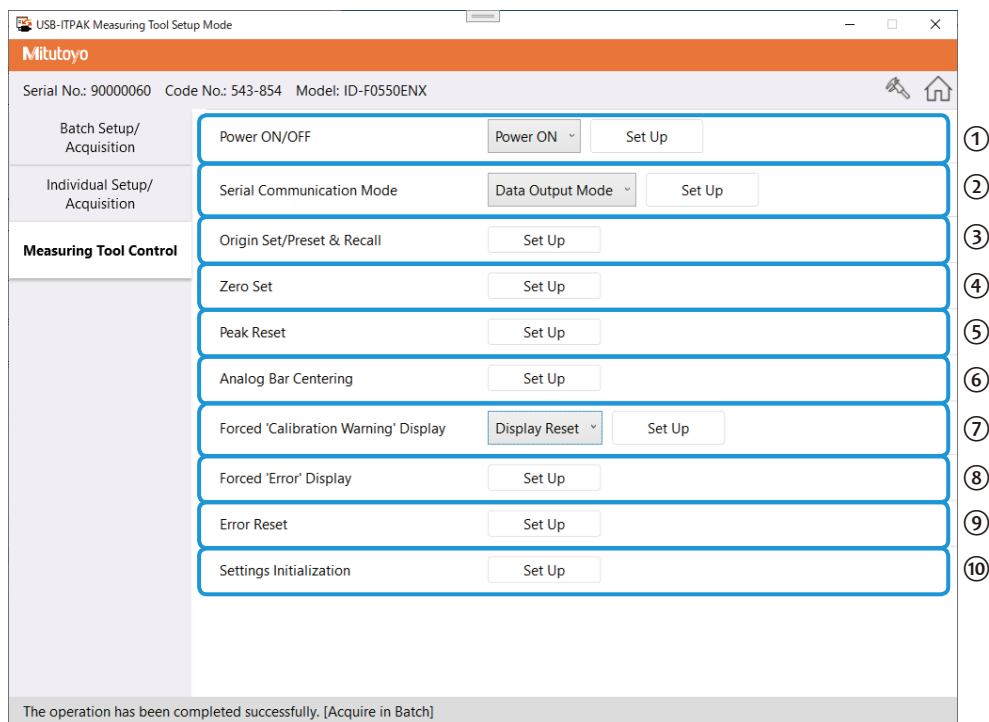 USB-ITPAK Measuring Tool Setup Mode
Mitutoyo
Serial No.: 90000060 Code No.: 543-854 Model: ID-F0550ENX
Batch Setup/
Acquisition
Individual Setup/
Acquisition
Measuring Tool Control
Power ON/OFF Power ON Set Up ①
Serial Communication Mode Data Output Mode Set Up ②
Origin Set/Preset & Recall Set Up ③
Zero Set Set Up ④
Peak Reset Set Up ⑤
Analog Bar Centering Set Up ⑥
Forced 'Calibration Warning' Display Display Reset Set Up ⑦
Forced 'Error' Display Set Up ⑧
Error Reset Set Up ⑨
Settings Initialization Set Up ⑩
The operation has been completed successfully. [Acquire in Batch]